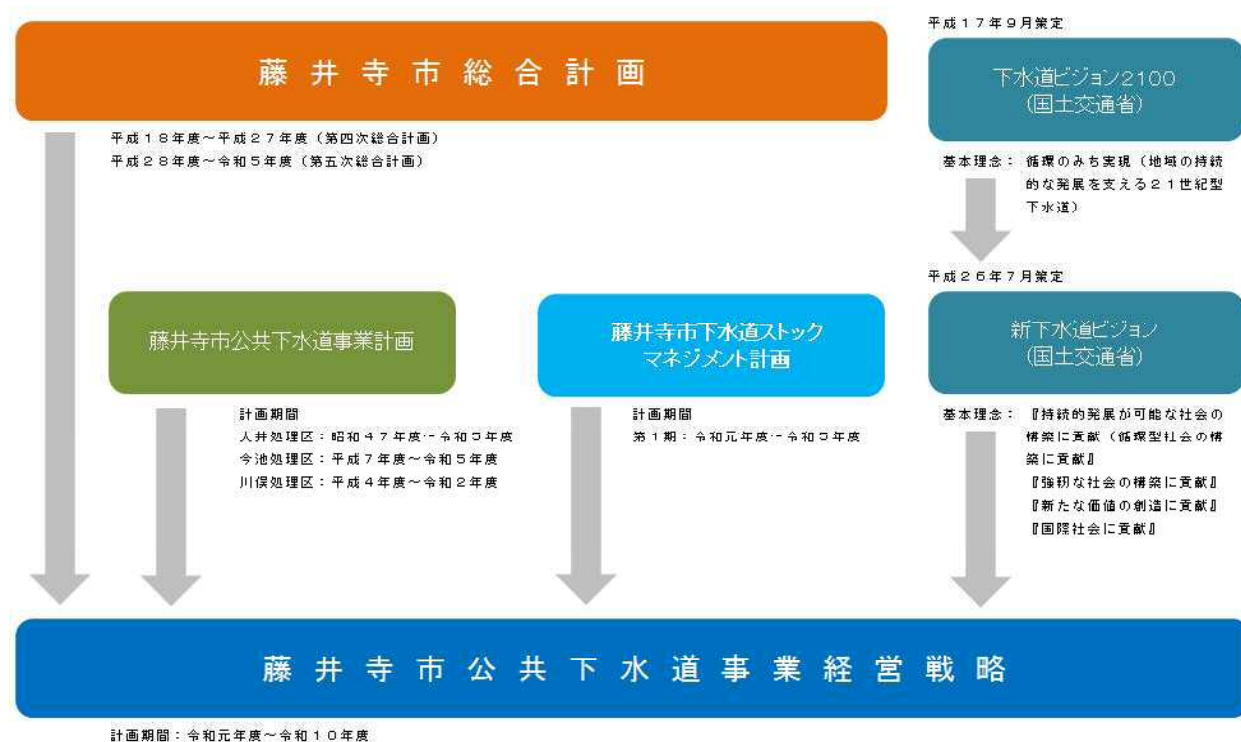 藤井寺市総合計画
平成１８年度～平成２７年度（第四次総合計画）
平成２８年～令和５年度（第五次総合計画）
平成１７年９月策定
下水道ビジョン2100
(国土交通省)
基本理念： 循環のみち実現（地域の持続
的な発展を支える２１世紀型
下水道）
平成２６年７月策定
新下水道ビジョン
(国土交通省)
基本理念： 『持続的発展が可能な社会の
構築に貢献（循環型社会の構
築に貢献』
『強靭な社会の構築に貢献』
『新たな価値の創造に貢献』
『国際社会に貢献』
藤井寺市公共下水道事業計画
計画期間
処理区：昭和４７年度～令和５年度
今池処理区：平成７年度～令和５年度
川俣処理区：平成４年度～令和２年度
藤井寺市下水道ストック
マネジメント計画
計画期間
第１期：令和元年度～令和５年度
藤井寺市公共下水道事業経営戦略
計画期間：令和元年度～令和１０年度